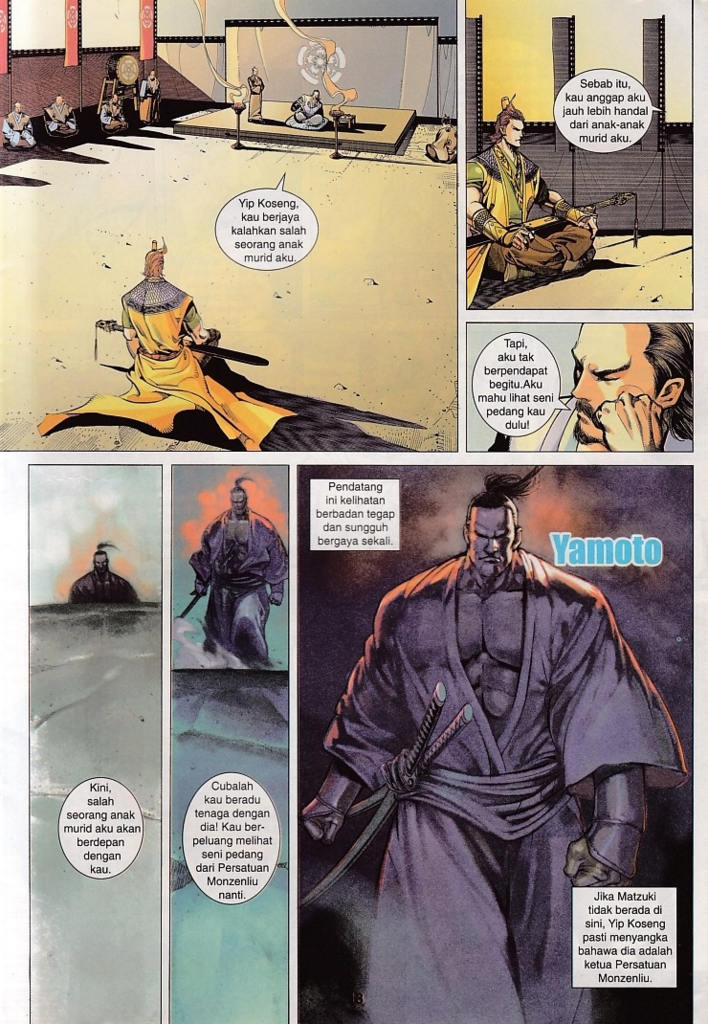 Yip Koseng,
kau berjaya
kalahkan salah
seorang anak
murid aku.
Sebab itu,
kau anggap aku
jauh lebih handal
dari anak-anak
murid aku.
Tapi,
aku tak
berpendapat
begitu.Aku
mahu lihat seni
pedang kau
dulu!
Kini,
salah
seorang anak
murid aku akan
berdepan
dengan
kau.
Cubalah
kau beradu
tenaga dengan
dia! Kau ber-
peluang melihat
seni pedang
dari Persatuan
Monzenliu
nanti.
Pendatang
ini kelihatan
berbadan tegap
dan sungguh
bergaya sekali.
Yamoto
Jika Matzuki
tidak berada di
sini, Yip Koseng
pasti menyangka
bahawa dia adalah
ketua Persatuan
Monzenliu.